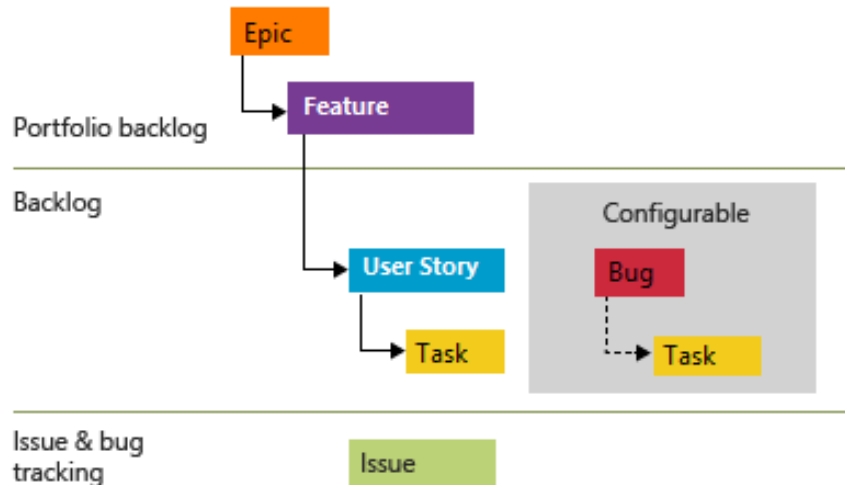 Epic
Feature
Portfolio backlog
Backlog
Configurable
User Story
Bug
Task
Task
Issue & bug
tracking
Issue